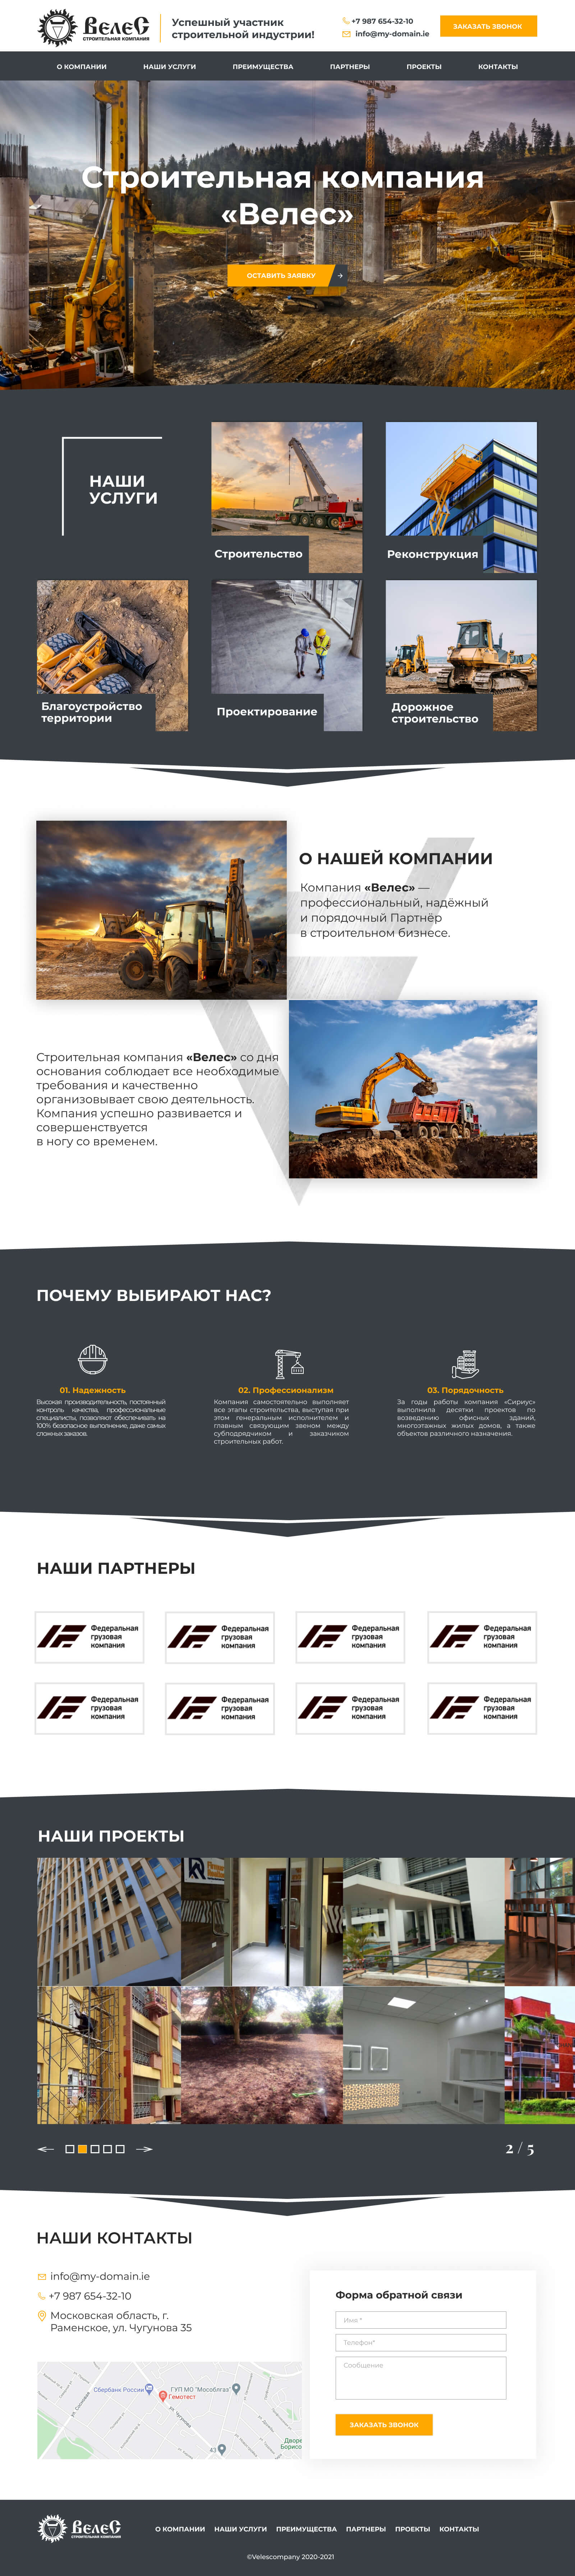 ВелеС
СТРОИТЕЛЬНАЯ КОМПАНИЯ
Успешный участник
строительной индустрии!
+7 987 654-32-10
info@my-domain.ie
ЗАКАЗАТЬ ЗВОНОК
О КОМПАНИИ НАШИ УСЛУГИ ПРЕИМУЩЕСТВА ПАРТНЕРЫ ПРОЕКТЫ КОНТАКТЫ
Строительная компания
«Велес»
ОСТАВИТЬ ЗАЯВКУ
НАШИ
УСЛУГИ
Строительство
Реконструкция
Благоустройство
территории
Проектирование
Дорожное
строительство
О НАШЕЙ КОМПАНИИ
Компания «Велес» —
профессиональный, надёжный
и порядочный Партнёр
в строительном бизнесе.
Строительная компания «Велес» со дня
основания соблюдает все необходимые
требования и качественно
организовывает свою деятельность.
Компания успешно развивается и
совершенствуется
в ногу со временем.
ПОЧЕМУ ВЫБИРАЮТ НАС?
01. Надежность
Высокая производительность, постоянный
контроль качества, профессиональные
специалисты, позволяют обеспечивать на
100% безопасное выполнение, даже самых
сложных заказов.
02. Профессионализм
Компания самостоятельно выполняет
все этапы строительства, выступая при
этом генеральным исполнителем и
главным связующим звеном между
субподрядчиком и заказчиком
строительных работ.
03. Порядочность
За годы работы компания «Сириус»
выполнила десятки проектов по
возведению офисных зданий,
многоэтажных жилых домов, а также
объектов различного назначения.
НАШИ ПАРТНЕРЫ
Федеральная
грузовая
компания
Федеральная
грузовая
компания
Федеральная
грузовая
компания
Федеральная
грузовая
компания
Федеральная
грузовая
компания
Федеральная
грузовая
компания
Федеральная
грузовая
компания
Федеральная
грузовая
компания
НАШИ ПРОЕКТЫ
2 / 5
НАШИ КОНТАКТЫ
info@my-domain.ie
+7 987 654-32-10
Московская область, г.
Раменское, ул. Чугунова 35
Сбербанк России
ГУП МО "Мособлгаз"
Гемотест
43
Дворе
Борисо
Форма обратной связи
Имя *
Телефон*
Сообщение
ЗАКАЗАТЬ ЗВОНОК
ВелеС
СТРОИТЕЛЬНАЯ КОМПАНИЯ
О КОМПАНИИ НАШИ УСЛУГИ ПРЕИМУЩЕСТВА ПАРТНЕРЫ ПРОЕКТЫ КОНТАКТЫ
©Velescompany 2020-2021